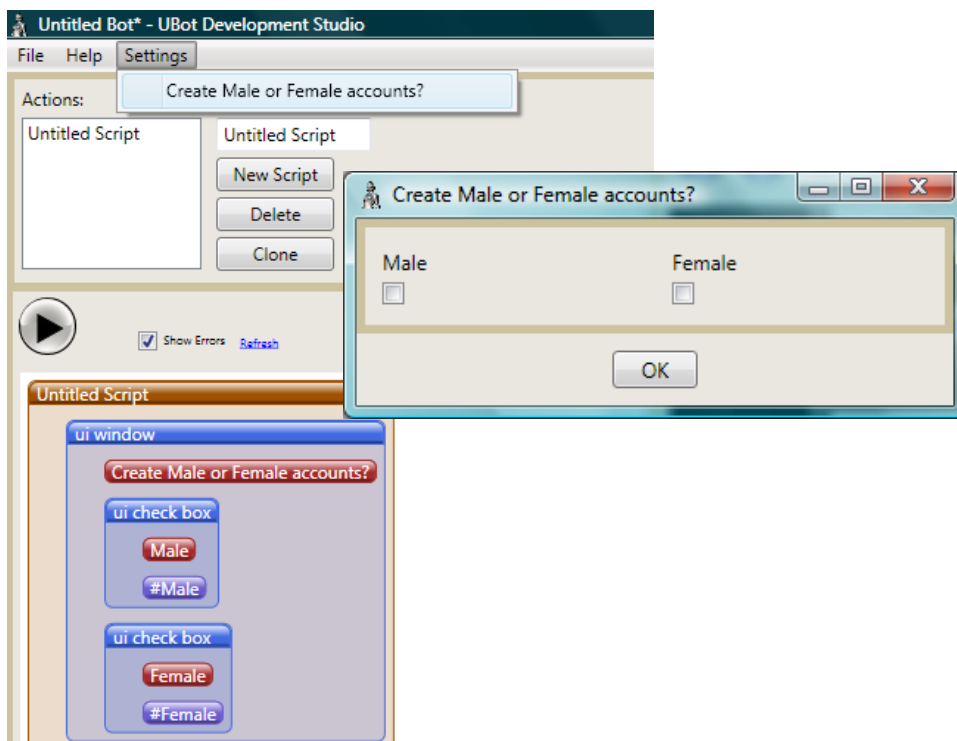 Untitled Bot* - UBot Development Studio
File Help Settings
Create Male or Female accounts?
Actions:
Untitled Script
Untitled Script
New Script
Delete
Clone
Create Male or Female accounts?
Male Female
OK
Show Errors Refresh
Untitled Script
ui window
Create Male or Female accounts?
ui check box
Male
#Male
ui check box
Female
#Female